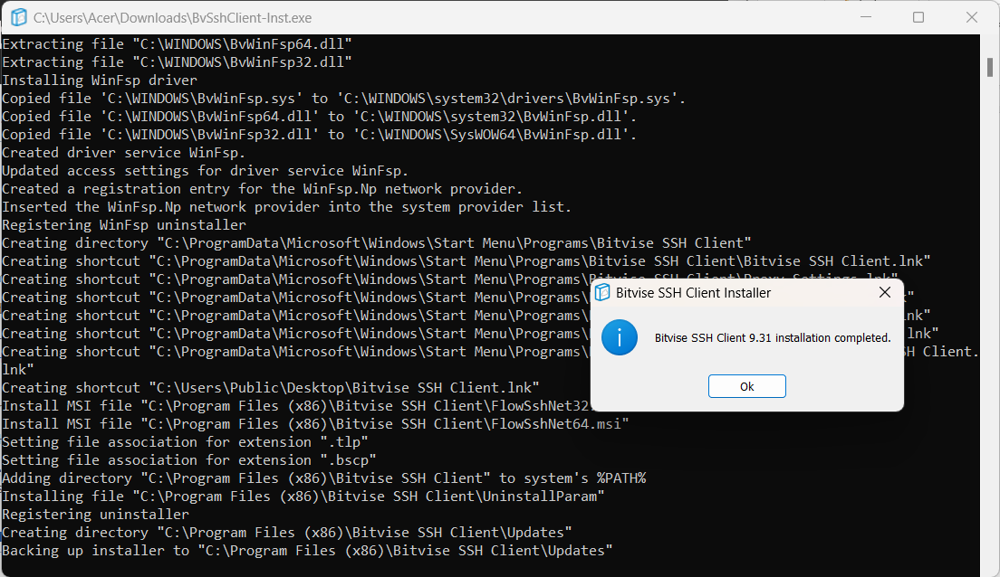 C:\Users\Acer\Downloads\BvSshClient-Inst.exe
Extracting file "C:\WINDOWS\BvWinFsp64.dll"
Extracting file "C:\WINDOWS\BvWinFsp32.dll"
Installing WinFsp driver
Copied file 'C:\WINDOWS\BvWinFsp.sys' to 'C:\WINDOWS\system32\drivers\BvWinFsp.sys'.
Copied file 'C:\WINDOWS\BvWinFsp64.dll' to 'C:\WINDOWS\system32\BvWinFsp.dll'.
Copied file 'C:\WINDOWS\BvWinFsp32.dll' to 'C:\WINDOWS\SysWOW64\BvWinFsp.dll'.
Created driver service WinFsp.
Updated access settings for driver service WinFsp.
Created a registration entry for the WinFsp.Np network provider.
Inserted the WinFsp.Np network provider into the system provider list.
Registering WinFsp uninstaller
Creating directory "C:\ProgramData\Microsoft\Windows\Start Menu\Programs\Bitvise SSH Client"
Creating shortcut "C:\ProgramData\Microsoft\Windows\Start Menu\Programs\Bitvise SSH Client\Bitvise SSH Client.lnk"
Creating shortcut "C:\ProgramData\Microsoft\Windows\Start Menu\Programs\Bitvise SSH Client\Proxy Settings.lnk"
Creating shortcut "C:\ProgramData\Microsoft\Windows\Start Menu\Programs\ k"
Creating shortcut "C:\ProgramData\Microsoft\Windows\Start Menu\Programs\ lnk"
Creating shortcut "C:\ProgramData\Microsoft\Windows\Start Menu\Programs\ lnk"
Creating shortcut "C:\ProgramData\Microsoft\Windows\Start Menu\Programs\ SH Client.
lnk"
Creating shortcut "C:\Users\Public\Desktop\Bitvise SSH Client.lnk"
Install MSI file "C:\Program Files (x86)\Bitvise SSH Client\FlowSshNet32.
Install MSI file "C:\Program Files (x86)\Bitvise SSH Client\FlowSshNet64.msi"
Setting file association for extension ".tlp"
Setting file association for extension ".bscp"
Adding directory "C:\Program Files (x86)\Bitvise SSH Client" to system's %PATH%
Installing file "C:\Program Files (x86)\Bitvise SSH Client\UninstallParam"
Registering uninstaller
Creating directory "C:\Program Files (x86)\Bitvise SSH Client\Updates"
Backing up installer to "C:\Program Files (x86)\Bitvise SSH Client\Updates"
Bitvise SSH Client Installer
Bitvise SSH Client 9.31 installation completed.
Ok